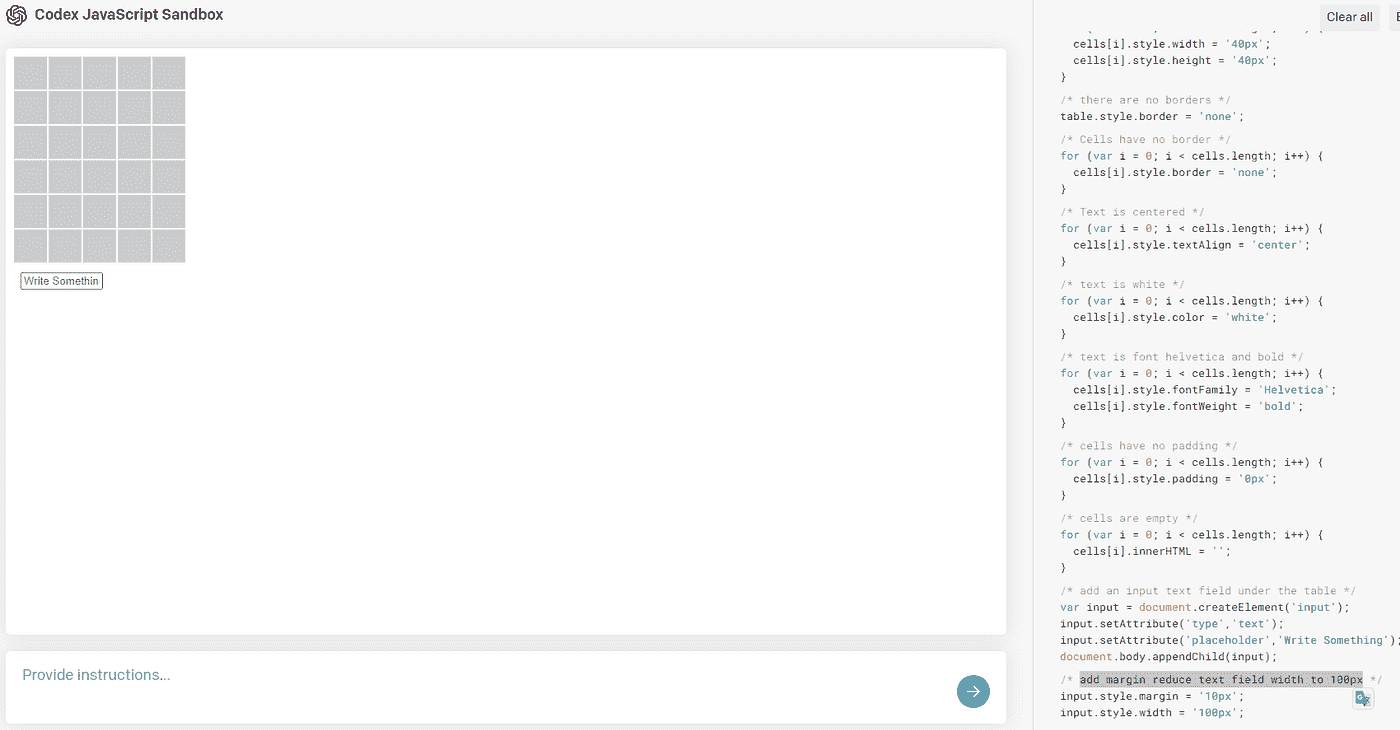 Codex JavaScript Sandbox
Write Somethin
Provide instructions...
Clear all
cells[i].style.width = '40px';
cells[i].style.height = '40px';
}
/* there are no borders */
table.style.border = 'none';
/* Cells have no border */
for (var i = 0; i < cells.length; i++) {
cells[i].style.border = 'none';
}
/* Text is centered */
for (var i = 0; i < cells.length; i++) {
cells[i].style.textAlign = 'center';
}
/* text is white */
for (var i = 0; i < cells.length; i++) {
cells[i].style.color = 'white';
}
/* text is font helvetica and bold */
for (var i = 0; i < cells.length; i++) {
cells[i].style.fontFamily = 'Helvetica';
cells[i].style.fontWeight = 'bold';
}
/* cells have no padding */
for (var i = 0; i < cells.length; i++) {
cells[i].style.padding = '0px';
}
/* cells are empty */
for (var i = 0; i < cells.length; i++) {
cells[i].innerHTML = '';
}
/* add an input text field under the table */
var input = document.createElement('input');
input.setAttribute('type','text');
input.setAttribute('placeholder','Write Something');
document.body.appendChild(input);
/* add margin reduce text field width to 100px */
input.style.margin = '10px';
input.style.width = '100px';